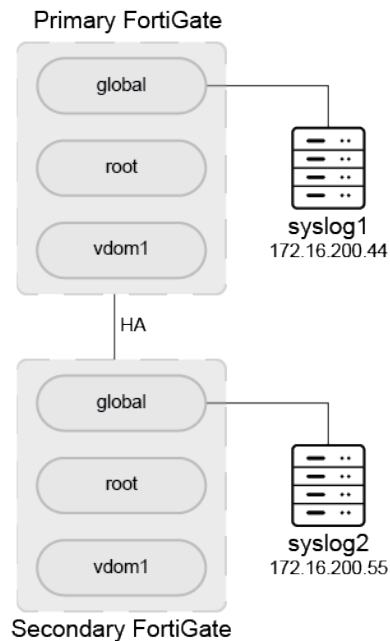 Primary FortiGate
global
root
vdom1
syslog1
172.16.200.44
HA
global
root
vdom1
syslog2
172.16.200.55
Secondary FortiGate